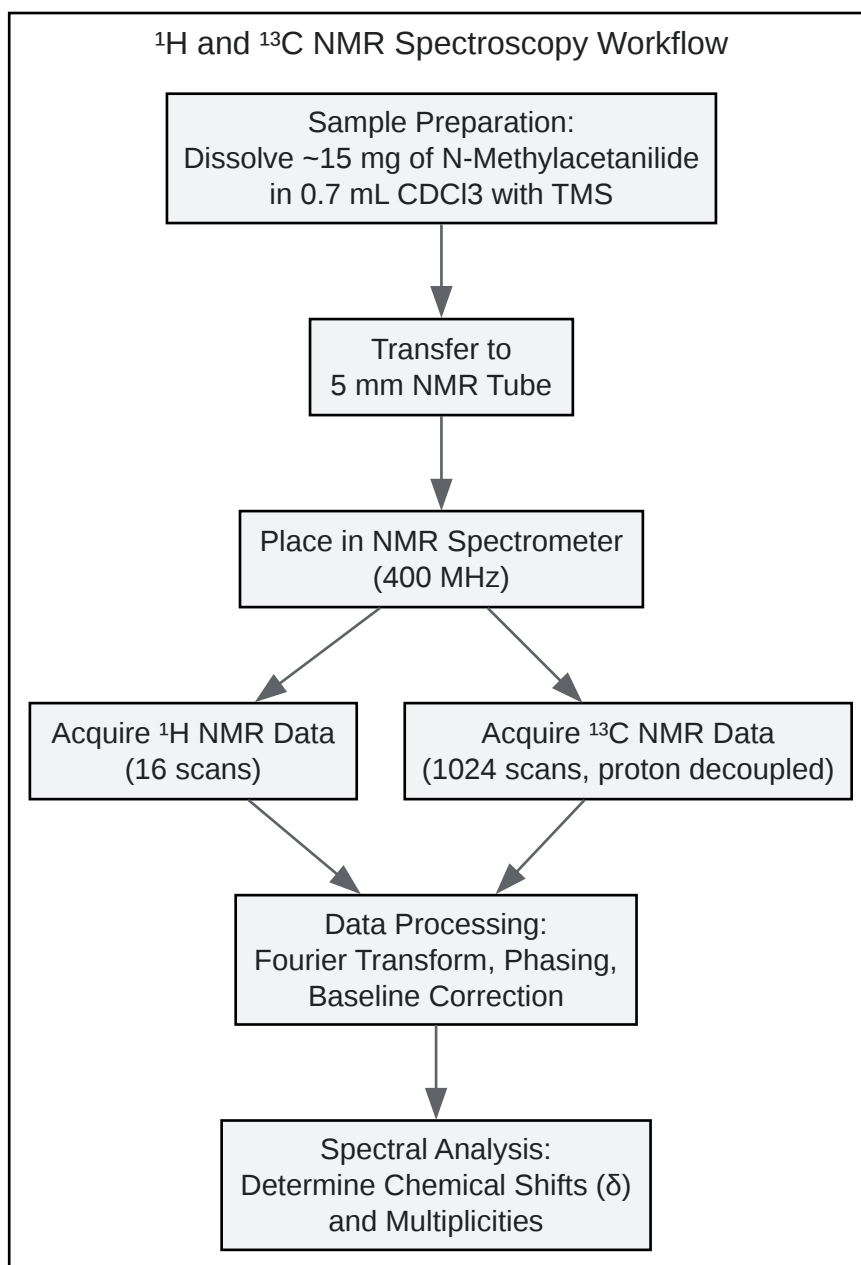 ¹H and ¹³C NMR Spectroscopy Workflow
Sample Preparation:
Dissolve ~15 mg of N-Methylacetanilide
in 0.7 mL CDCl3 with TMS
Transfer to
5 mm NMR Tube
Place in NMR Spectrometer
(400 MHz)
Acquire ¹H NMR Data
(16 scans)
Acquire ¹³C NMR Data
(1024 scans, proton decoupled)
Data Processing:
Fourier Transform, Phasing,
Baseline Correction
Spectral Analysis:
Determine Chemical Shifts (δ)
and Multiplicities